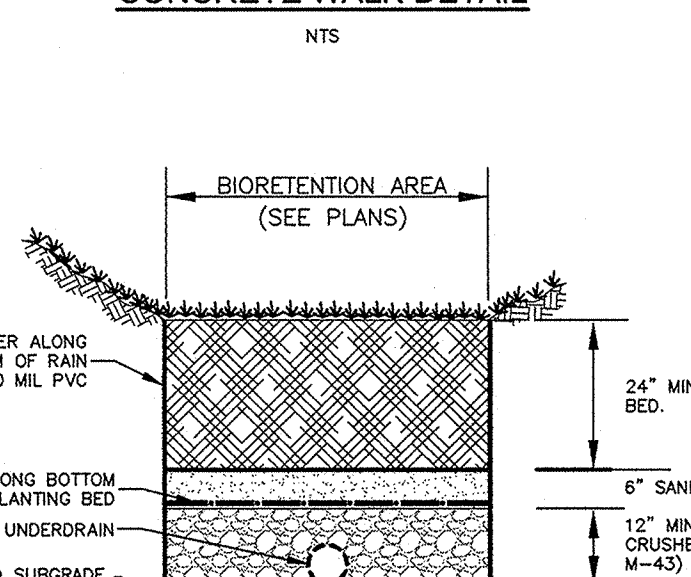 CONCRETE WALK DETAIL
NTS
BIORETENTION AREA
(SEE PLANS)
ER ALONG
OF RAIN
MIL PVC
24" MIN
BED.
ONG BOTTOM
LANTING BED
6" SAN
UNDERDRAIN
12" MIN
CRUSHE
M-43)
SUBGRADE